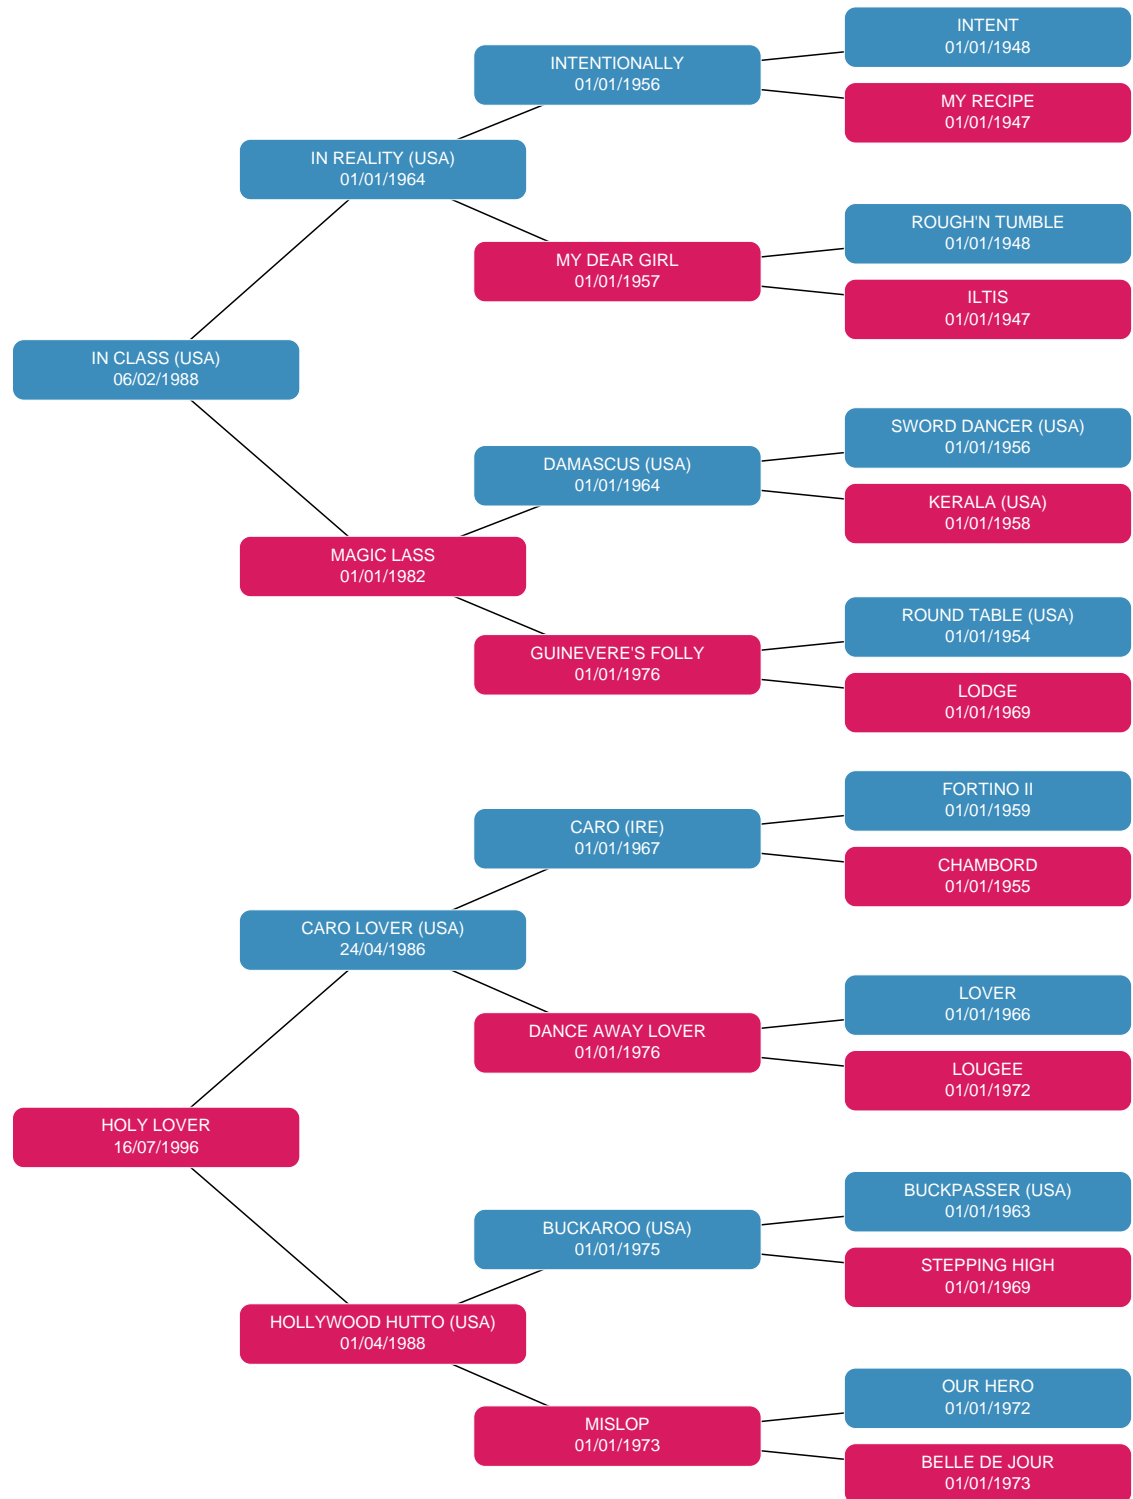 INTENT
01/01/1948
INTENTIONALLY
01/01/1956
MY RECIPE
01/01/1947
IN REALITY (USA)
01/01/1964
ROUGH'N TUMBLE
01/01/1948
MY DEAR GIRL
01/01/1957
ILTIS
01/01/1947
IN CLASS (USA)
06/02/1988
SWORD DANCER (USA)
01/01/1956
DAMASCUS (USA)
01/01/1964
KERALA (USA)
01/01/1958
MAGIC LASS
01/01/1982
ROUND TABLE (USA)
01/01/1954
GUINEVERE'S FOLLY
01/01/1976
LODGE
01/01/1969
FORTINO II
01/01/1959
CARO (IRE)
01/01/1967
CHAMBORD
01/01/1955
CARO LOVER (USA)
24/04/1986
LOVER
01/01/1966
DANCE AWAY LOVER
01/01/1976
LOUGEE
01/01/1972
HOLY LOVER
16/07/1996
BUCKPASSER (USA)
01/01/1963
BUCKAROO (USA)
01/01/1975
STEPPING HIGH
01/01/1969
HOLLYWOOD HUTTO (USA)
01/04/1988
OUR HERO
01/01/1972
MISLOP
01/01/1973
BELLE DE JOUR
01/01/1973